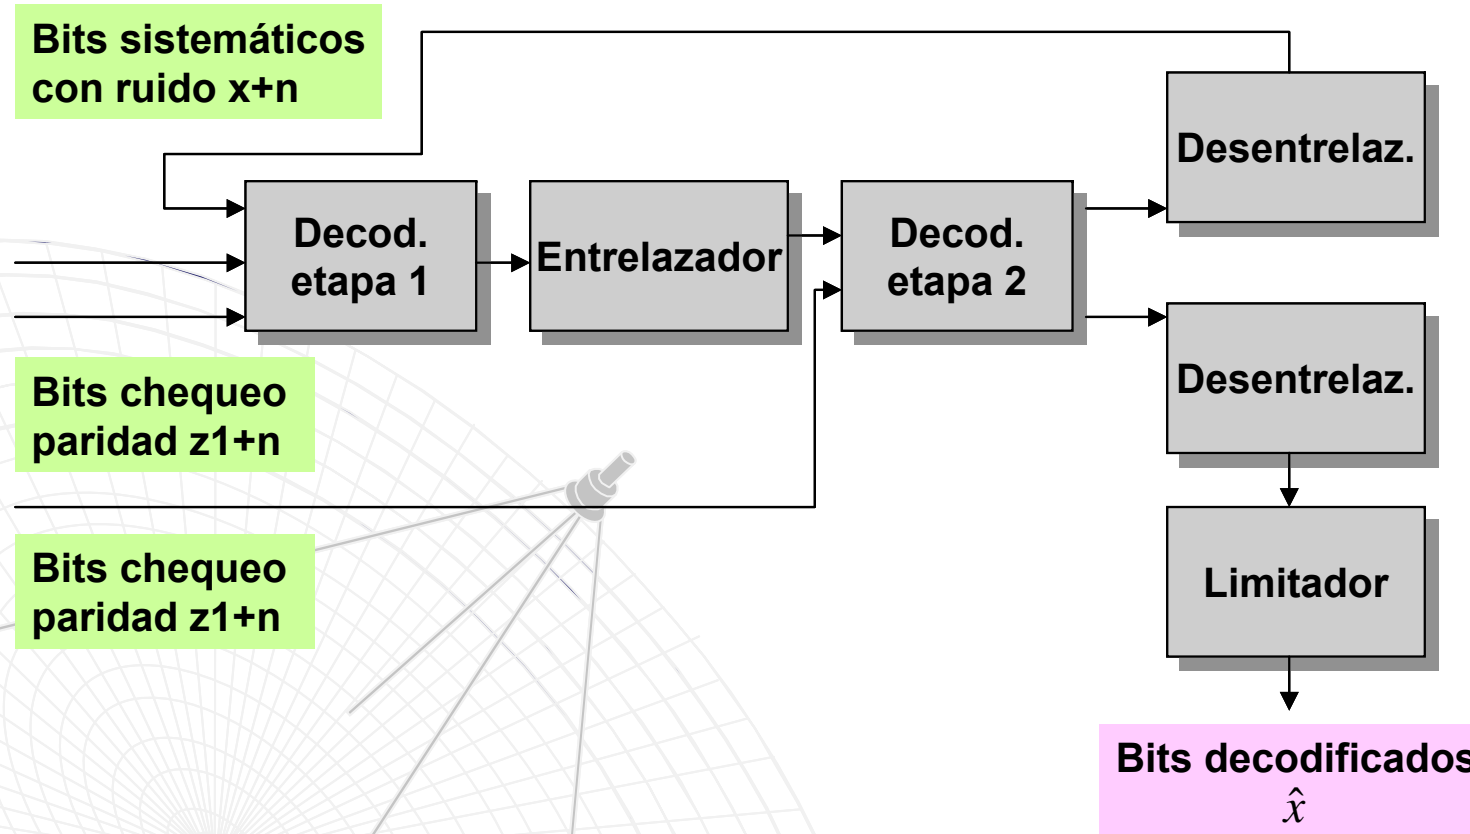 Bits sistemáticos
con ruido x+n
Desentrelaz.
Decod.
etapa 1
Entrelazador
Decod.
etapa 2
Desentrelaz.
Bits chequeo
paridad z1+n
Bits chequeo
paridad z1+n
Limitador
Bits decodificados
x̂